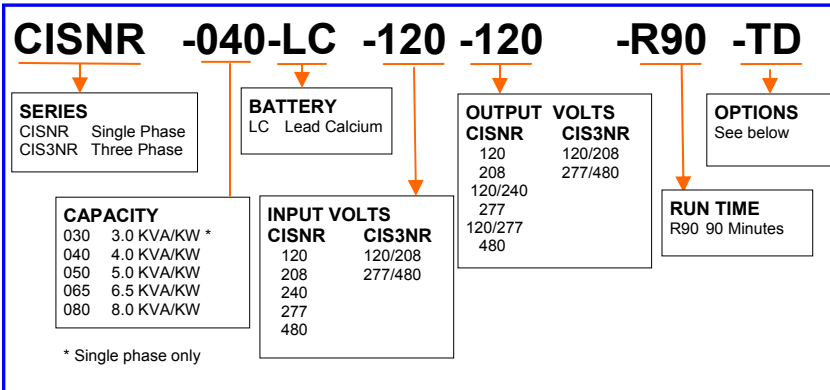 CISNR -040-LC -120 -120 -R90 -TD
SERIES
CISNR Single Phase
CIS3NR Three Phase
BATTERY
LC Lead Calcium
OUTPUT VOLTS
CISNR CIS3NR
120 120/208
208 277/480
120/240
277
120/277
480
OPTIONS
See below
CAPACITY
030 3.0 KVA/KW *
040 4.0 KVA/KW
050 5.0 KVA/KW
065 6.5 KVA/KW
080 8.0 KVA/KW
INPUT VOLTS
CISNR CIS3NR
120 120/208
208 277/480
240
277
480
RUN TIME
R90 90 Minutes
* Single phase only